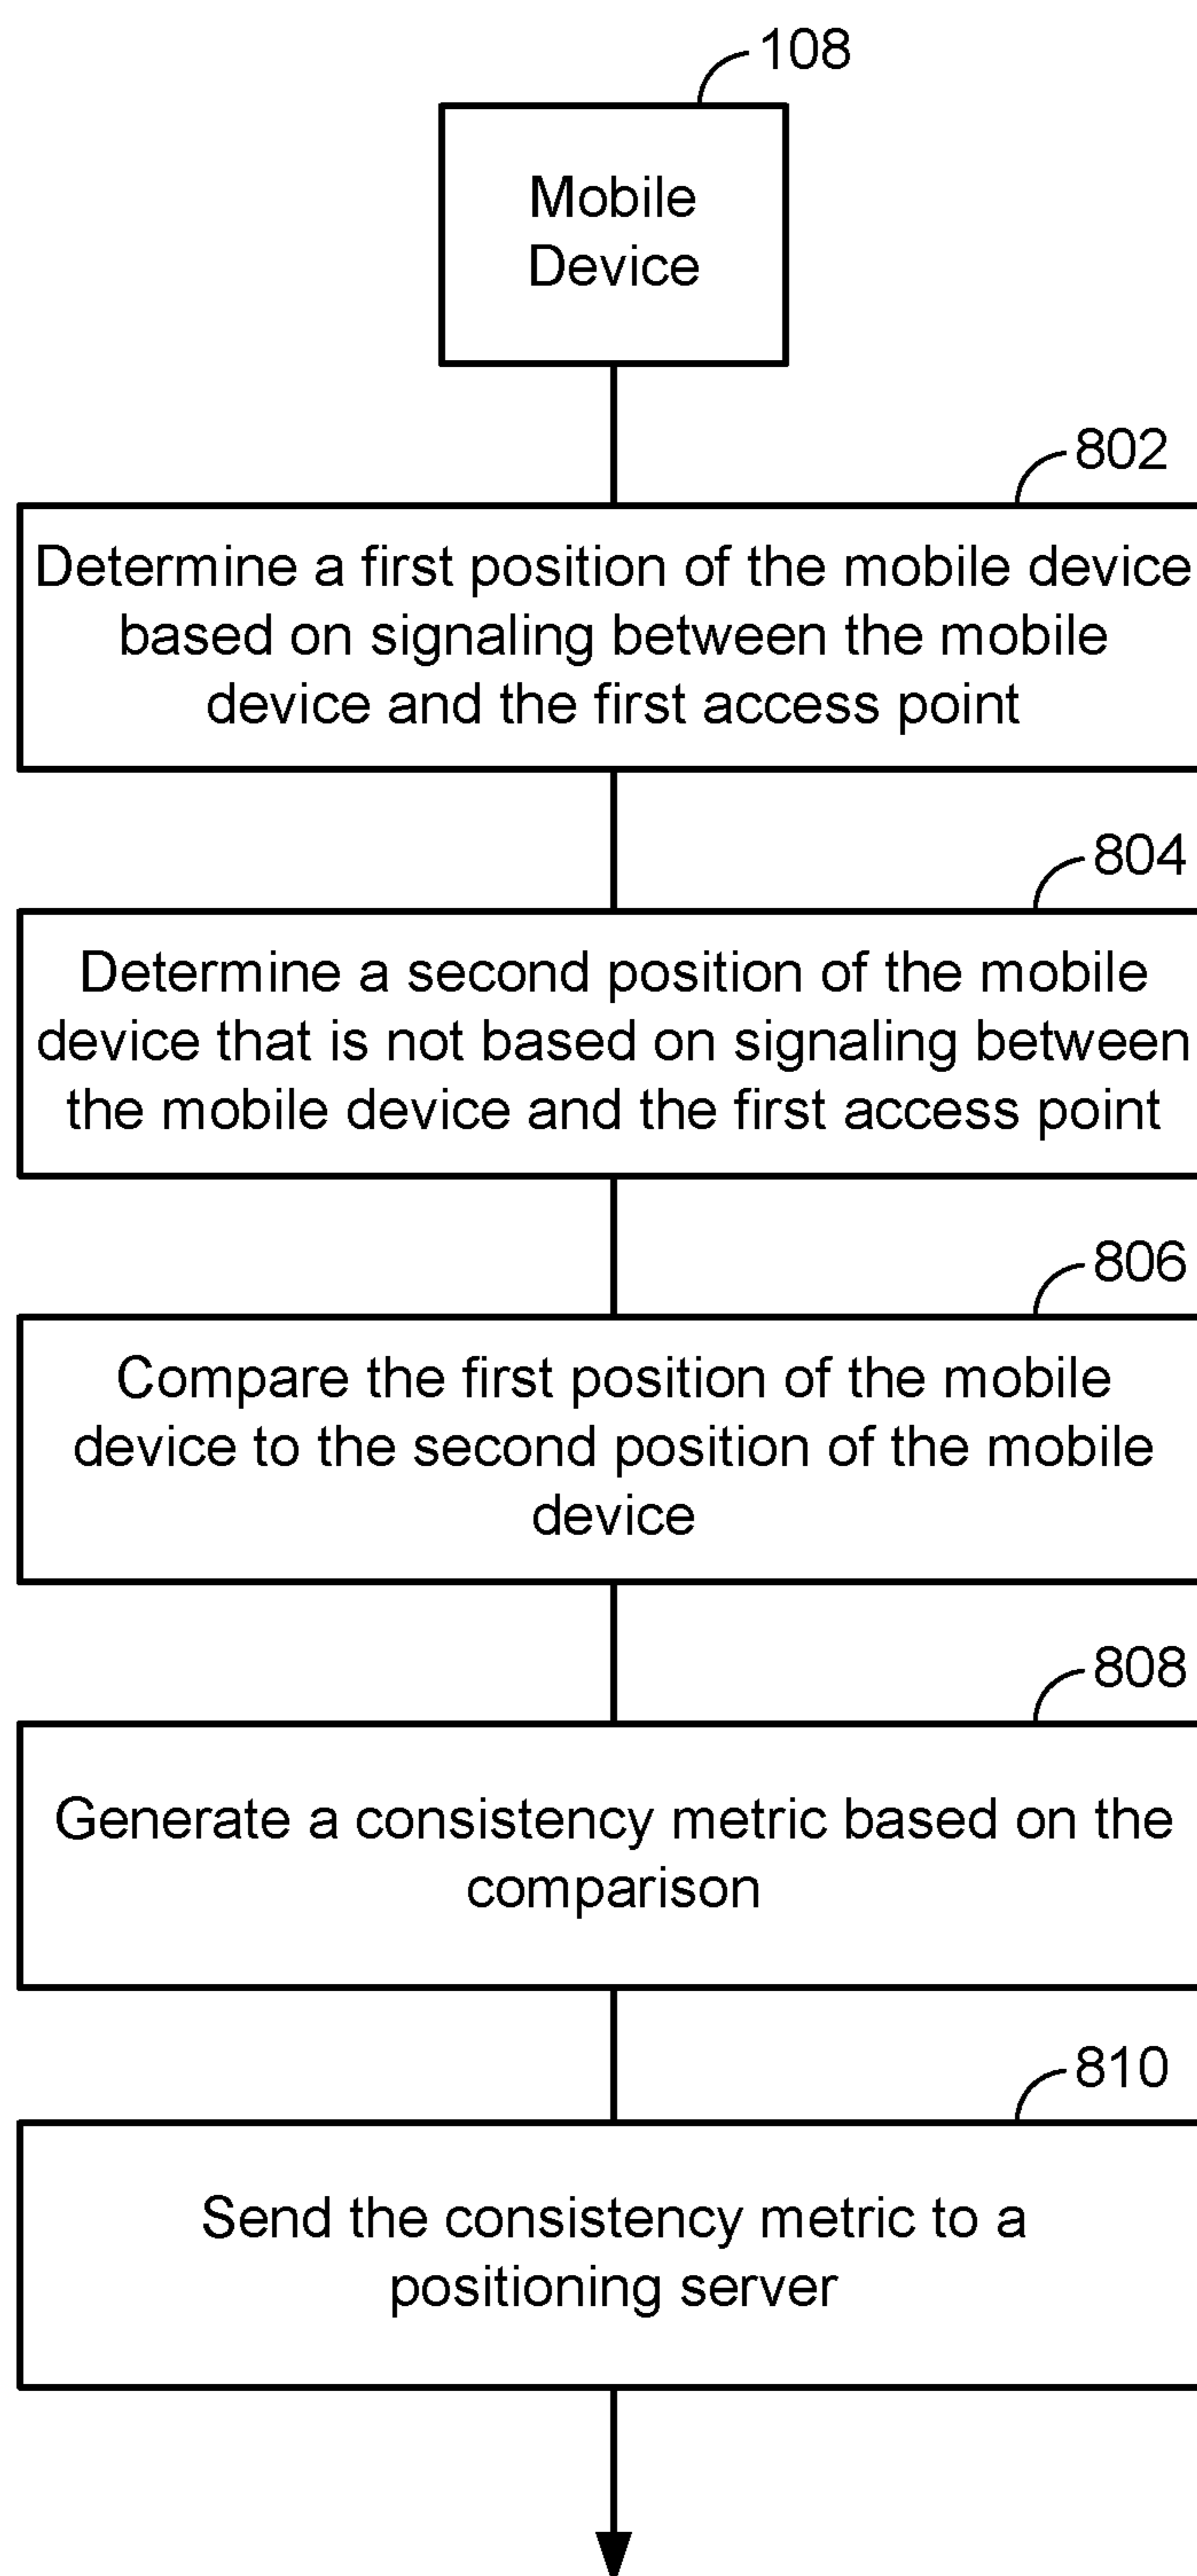 108
Mobile
Device
802
Determine a first position of the mobile device
based on signaling between the mobile
device and the first access point
804
Determine a second position of the mobile
device that is not based on signaling between
the mobile device and the first access point
806
Compare the first position of the mobile
device to the second position of the mobile
device
808
Generate a consistency metric based on the
comparison
810
Send the consistency metric to a
positioning server